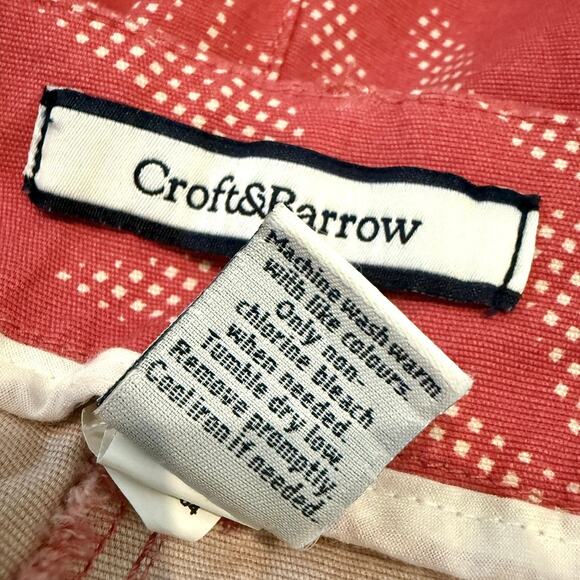 Croft&Barrow
Machine wash warm
with like colours.
Only non-
chlorine bleach
when needed.
Tumble dry low.
Remove promptly.
Cool iron if needed.